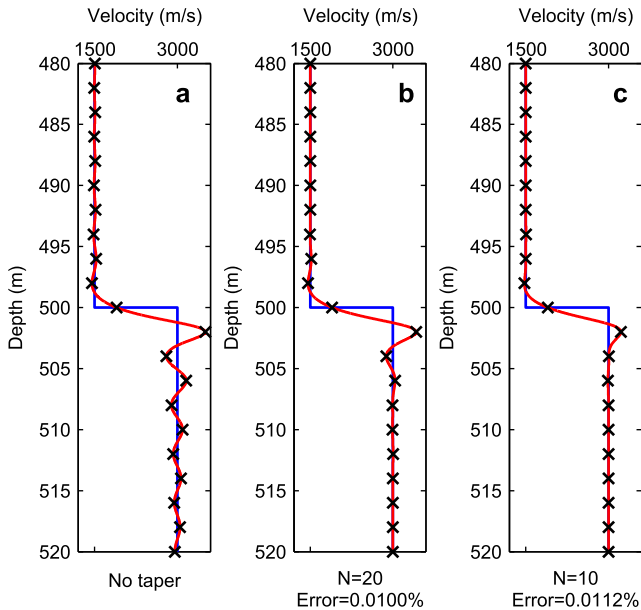 Velocity (m/s) Velocity (m/s) Velocity (m/s)
1500 3000 1500 3000 1500 3000
480 480 480
a b c
485 485 485
490 490 490
495 495 495
Depth (m) Depth (m) Depth (m)
500 500 500
505 505 505
510 510 510
515 515 515
520 520 520
No taper N=20 N=10
Error=0.0100% Error=0.0112%